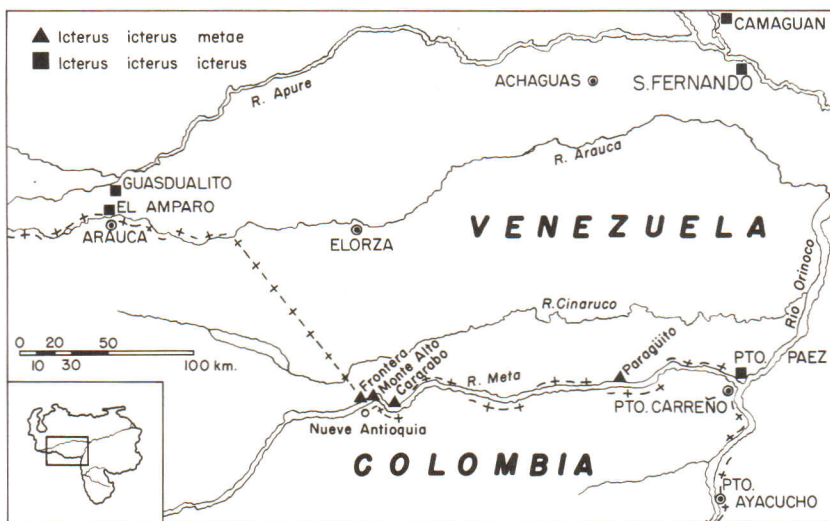 Icterus icterus metae
Icterus icterus icterus
CAMAGUAN
ACHAGUAS
S.FERNANDO
R. Apure
R. Arauca
GUASDUALITO
EL AMPARO
ARAUCA
ELORZA
VENEZUELA
Río Orinoco
R.Cinaruco
0 20 50
10 30 100 km.
Frontera
Monte Alto
Cararabo
Paragüito
R. Meta
PTO. PAEZ
PTO. CARREÑO
Nueve Antioquia
COLOMBIA
PTO.
AYACUCHO